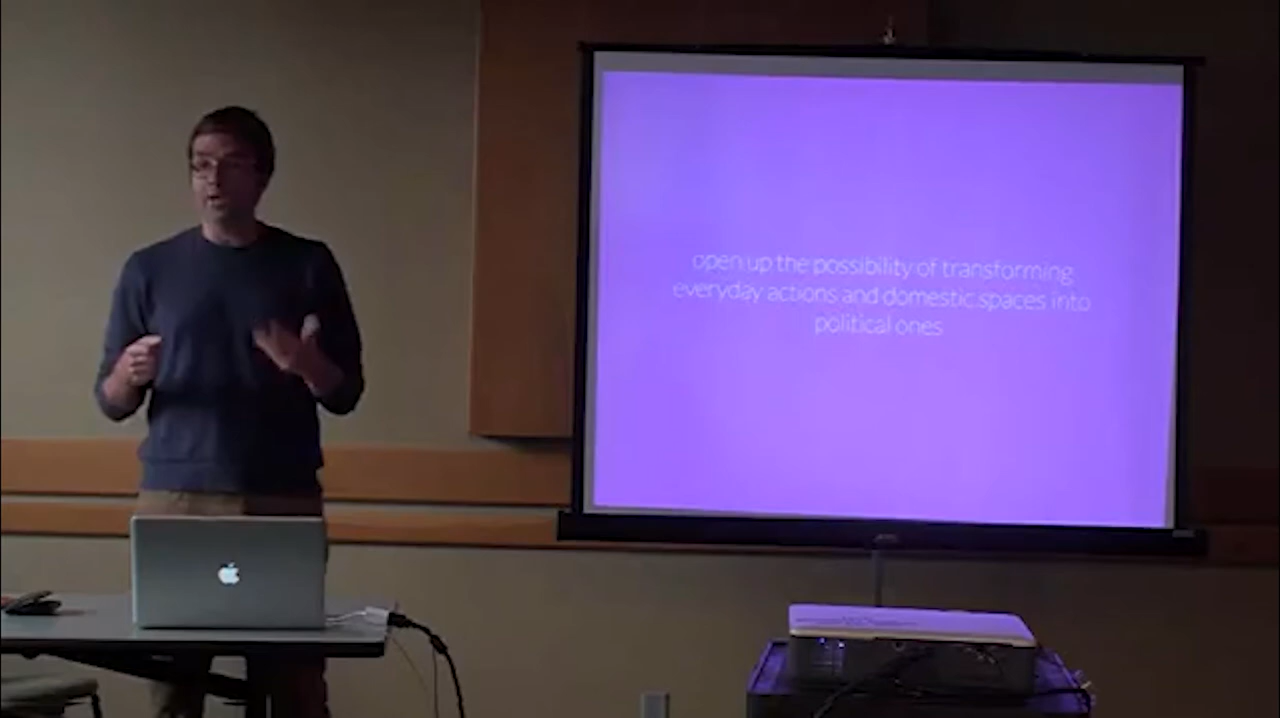 open up the possibility of transforming
everyday actions and domestic spaces into
political ones